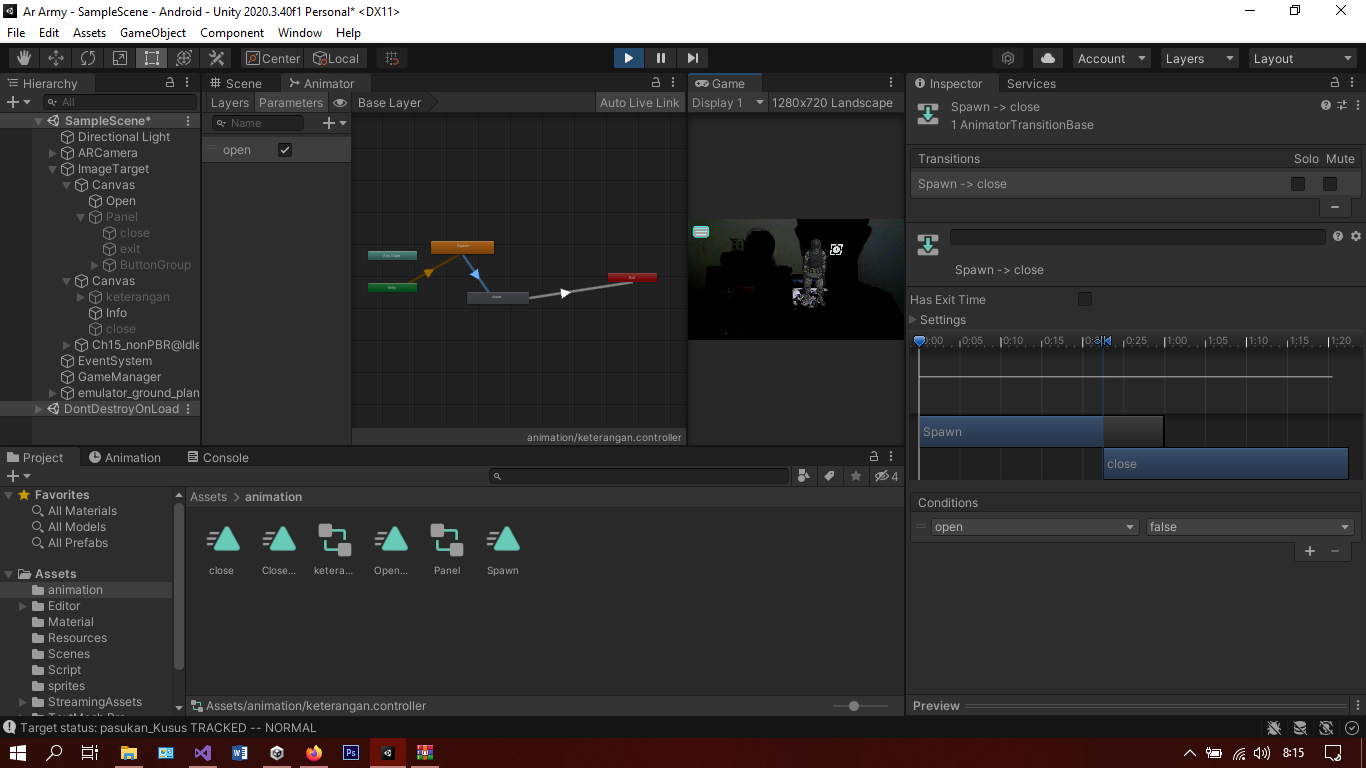 Ar Army - SampleScene - Android - Unity 2020.3.40f1 Personal* <DX11>
File Edit Assets GameObject Component Window Help
Center Local Account Layers Layout
Hierarchy
All
SampleScene*
Directional Light
ARCamera
ImageTarget
Canvas
Open
Panel
close
exit
ButtonGroup
Canvas
keterangan
Info
close
Ch15_nonPBR@Idle
EventSystem
GameManager
emulator_ground_plan
DontDestroyOnLoad
Scene Animator
Layers Parameters Base Layer Auto Live Link
Name
open
Any State
Spawn
Entry
close
Exit
animation/keterangan.controller
Game
Display 1 1280x720 Landscape
Inspector Services
Spawn -> close
1 AnimatorTransitionBase
Transitions Solo Mute
Spawn -> close
Spawn -> close
Has Exit Time
Settings
0:05 0:10 0:15 0:25 1:00 1:05 1:10 1:15 1:20
Spawn
close
Conditions
open false
Preview
Project Animation Console
4
Favorites
All Materials
All Models
All Prefabs
Assets
animation
Editor
Material
Resources
Scenes
Script
sprites
StreamingAssets
Assets > animation
close Close... ketera... Open... Panel Spawn
Assets/animation/keterangan.controller
Target status: pasukan_Kusus TRACKED -- NORMAL
8:15